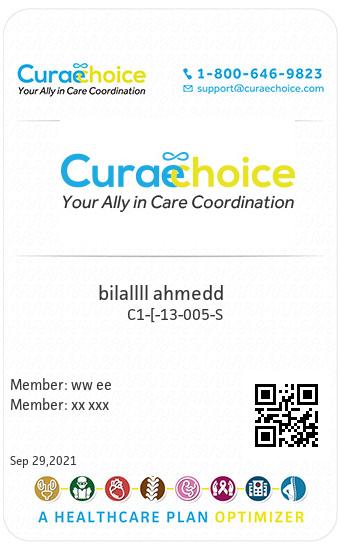 Curaechoice
Your Ally in Care Coordination
1-800-646-9823
support@curaechoice.com
Curaechoice
Your Ally in Care Coordination
bilallll ahmedd
C1-[-13-005-S
Member: ww ee
Member: xx xxx
Sep 29,2021
A HEALTHCARE PLAN OPTIMIZER